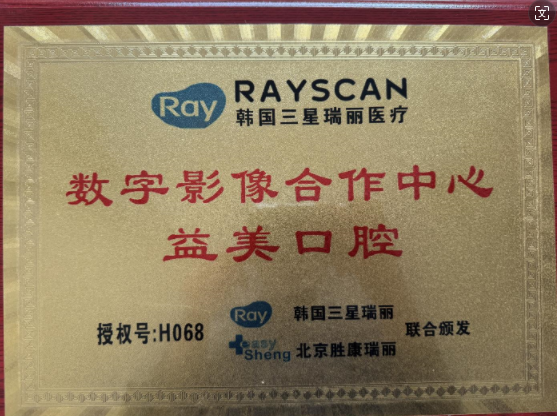 Ray RAYSCAN
韩国三星瑞丽医疗
数字影像合作中心
益美口腔
授权号:H068
Ray 韩国三星瑞丽
easy Sheng 北京胜康瑞丽
联合颁发